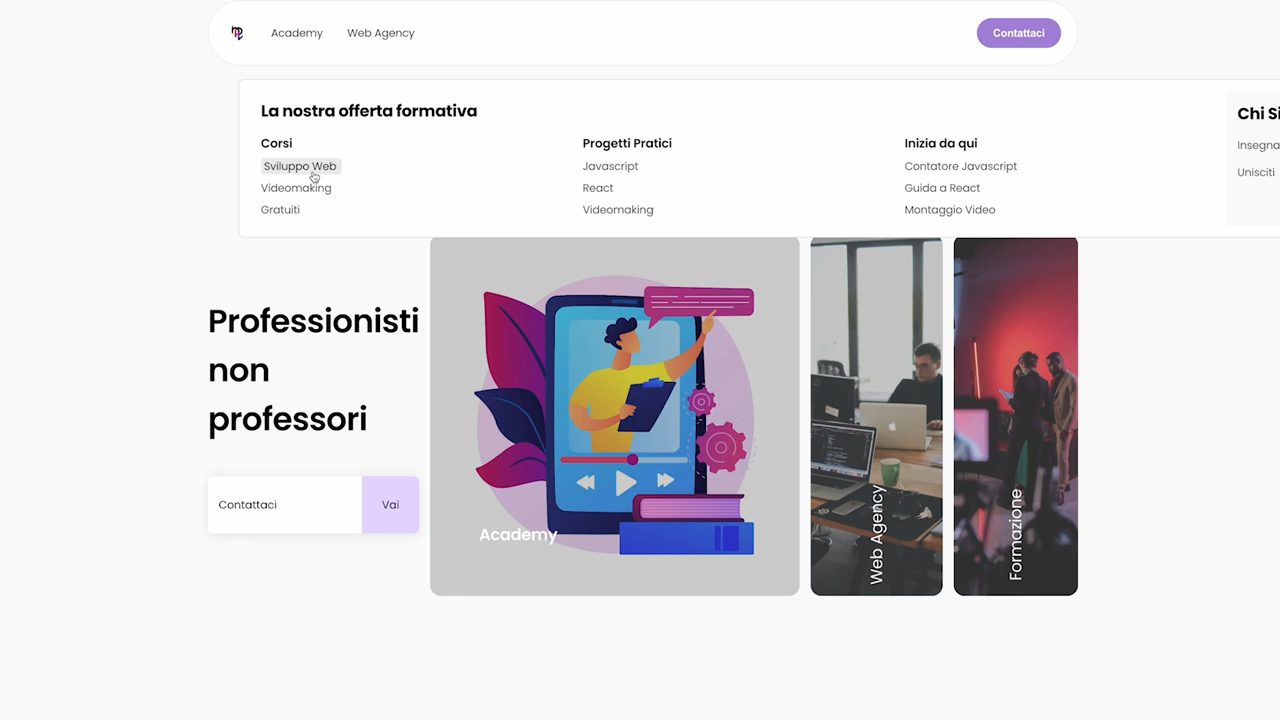 Academy
Web Agency
Contattaci
La nostra offerta formativa
Corsi
Sviluppo Web
Videomaking
Gratuiti
Progetti Pratici
Javascript
React
Videomaking
Inizia da qui
Contatore Javascript
Guida a React
Montaggio Video
Chi Si
Insegna
Unisciti
Professionisti
non
professori
Contattaci
Vai
Academy
Web Agency
Formazione